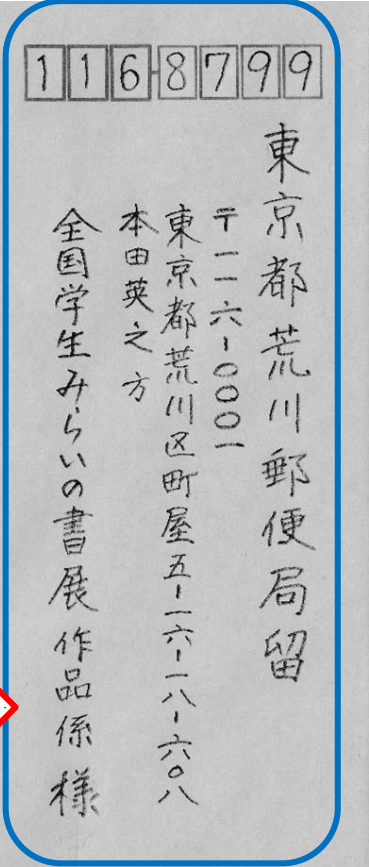 116-8799
東京都荒川郵便局留
〒一一六-〇〇〇一
東京都荒川区町屋五-一六-一八-六〇八
本田英之方
全国学生みらいの書展作品係様